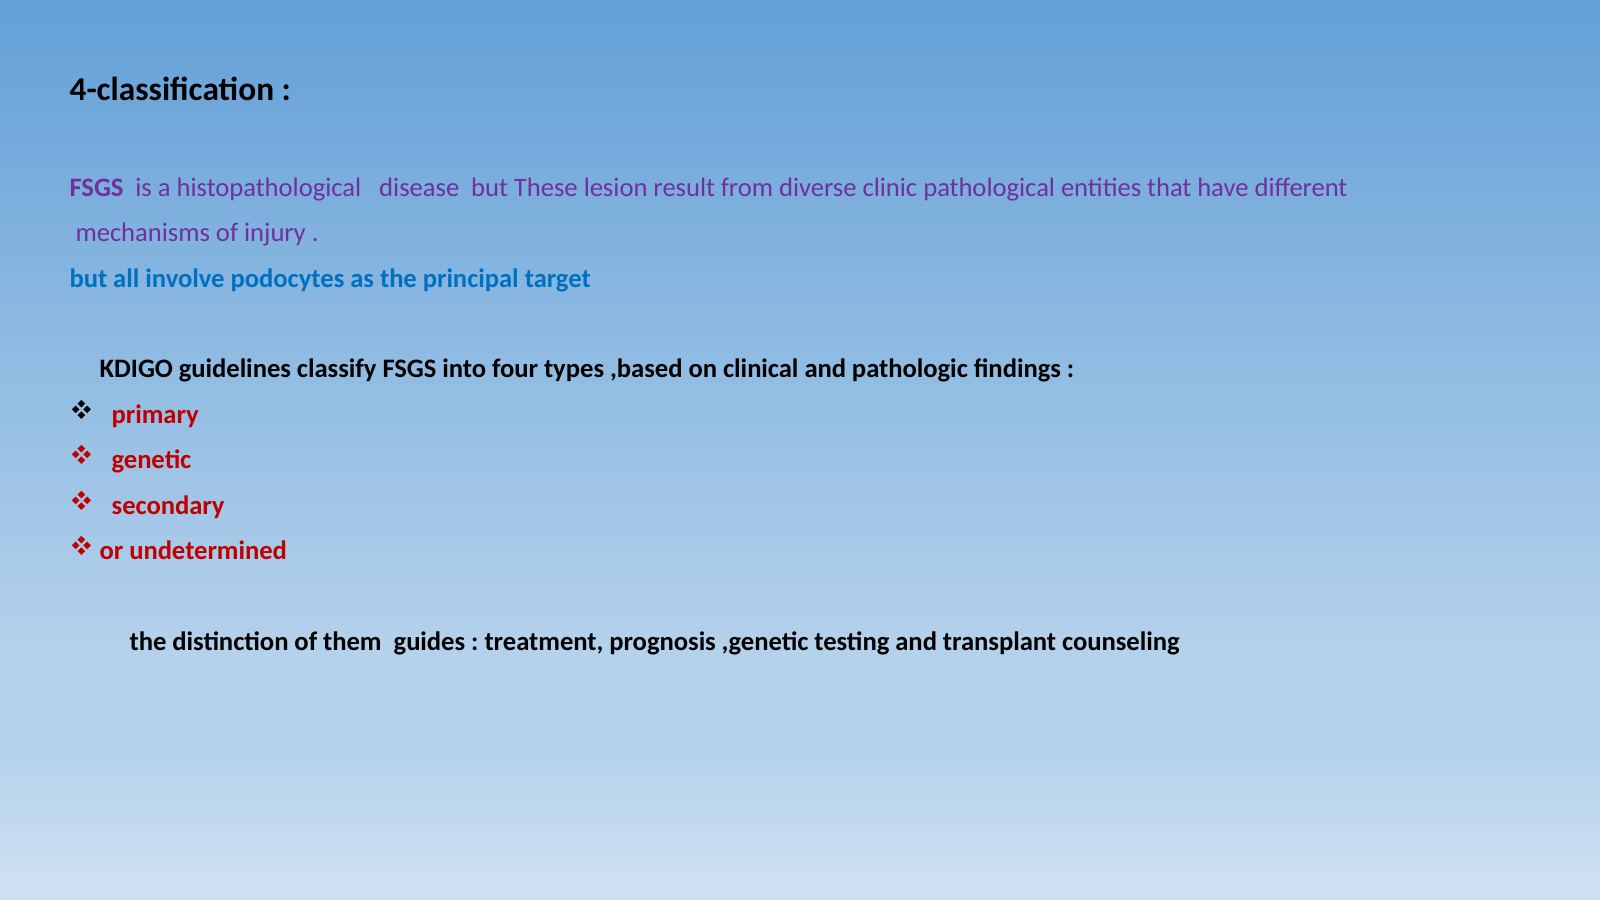 4-classification :
FSGS is a histopathological disease but These lesion result from diverse clinic pathological entities that have different
mechanisms of injury .
but all involve podocytes as the principal target
KDIGO guidelines classify FSGS into four types ,based on clinical and pathologic findings :
❖ primary
❖ genetic
❖ secondary
❖ or undetermined
the distinction of them guides : treatment, prognosis ,genetic testing and transplant counseling